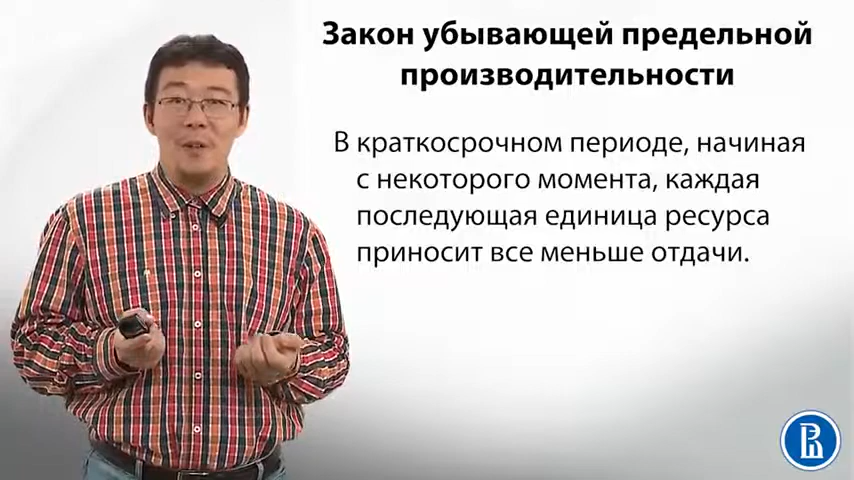 Закон убывающей предельной
производительности
В краткосрочном периоде, начиная
с некоторого момента, каждая
последующая единица ресурса
приносит все меньше отдачи.